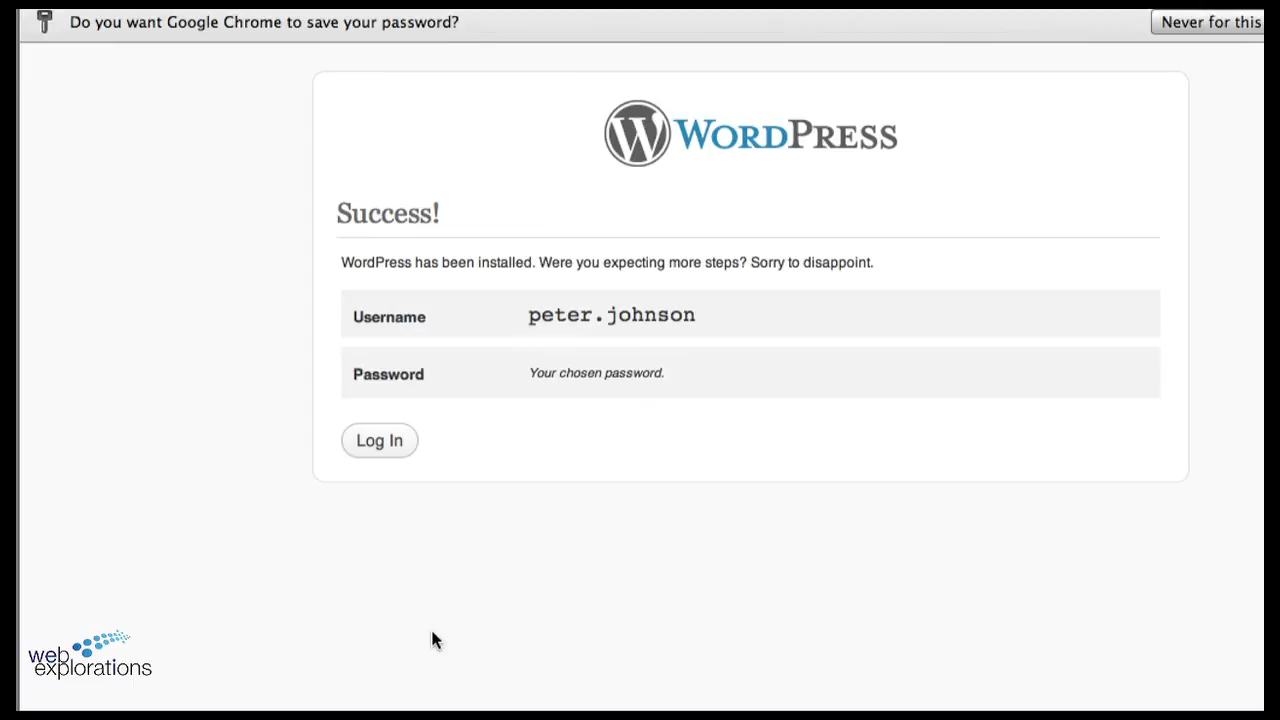 Do you want Google Chrome to save your password?
Never for this
WORDPRESS
Success!
WordPress has been installed. Were you expecting more steps? Sorry to disappoint.
Username peter.johnson
Password Your chosen password.
Log In
web
explorations